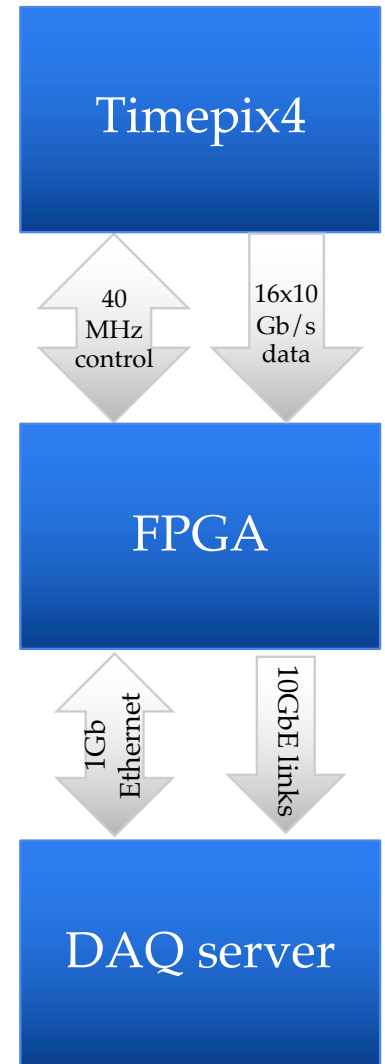 Timepix4
40
MHz
control
16x10
Gb/s
data
FPGA
1Gb
Ethernet
10GbE links
DAQ server